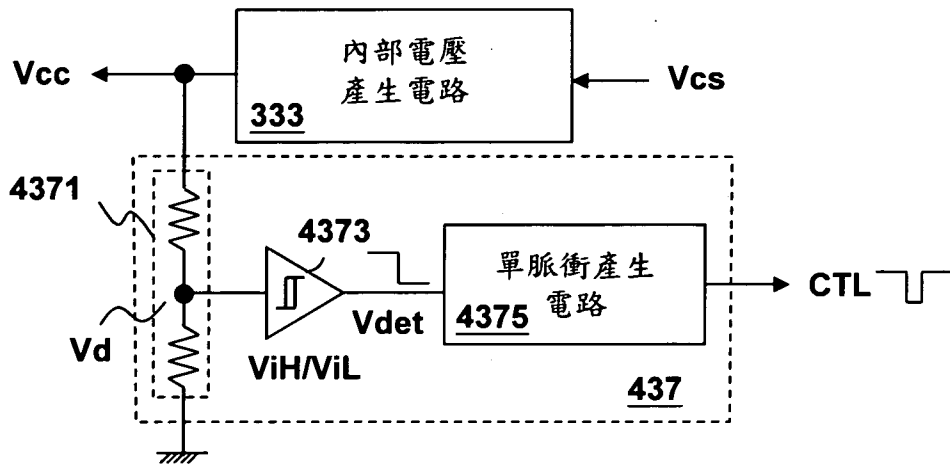 內部電壓
產生電路
333
Vcc
Vcs
4371
4373
Vd
ViH/ViL
Vdet
單脈衝產生
電路
4375
CTL
437